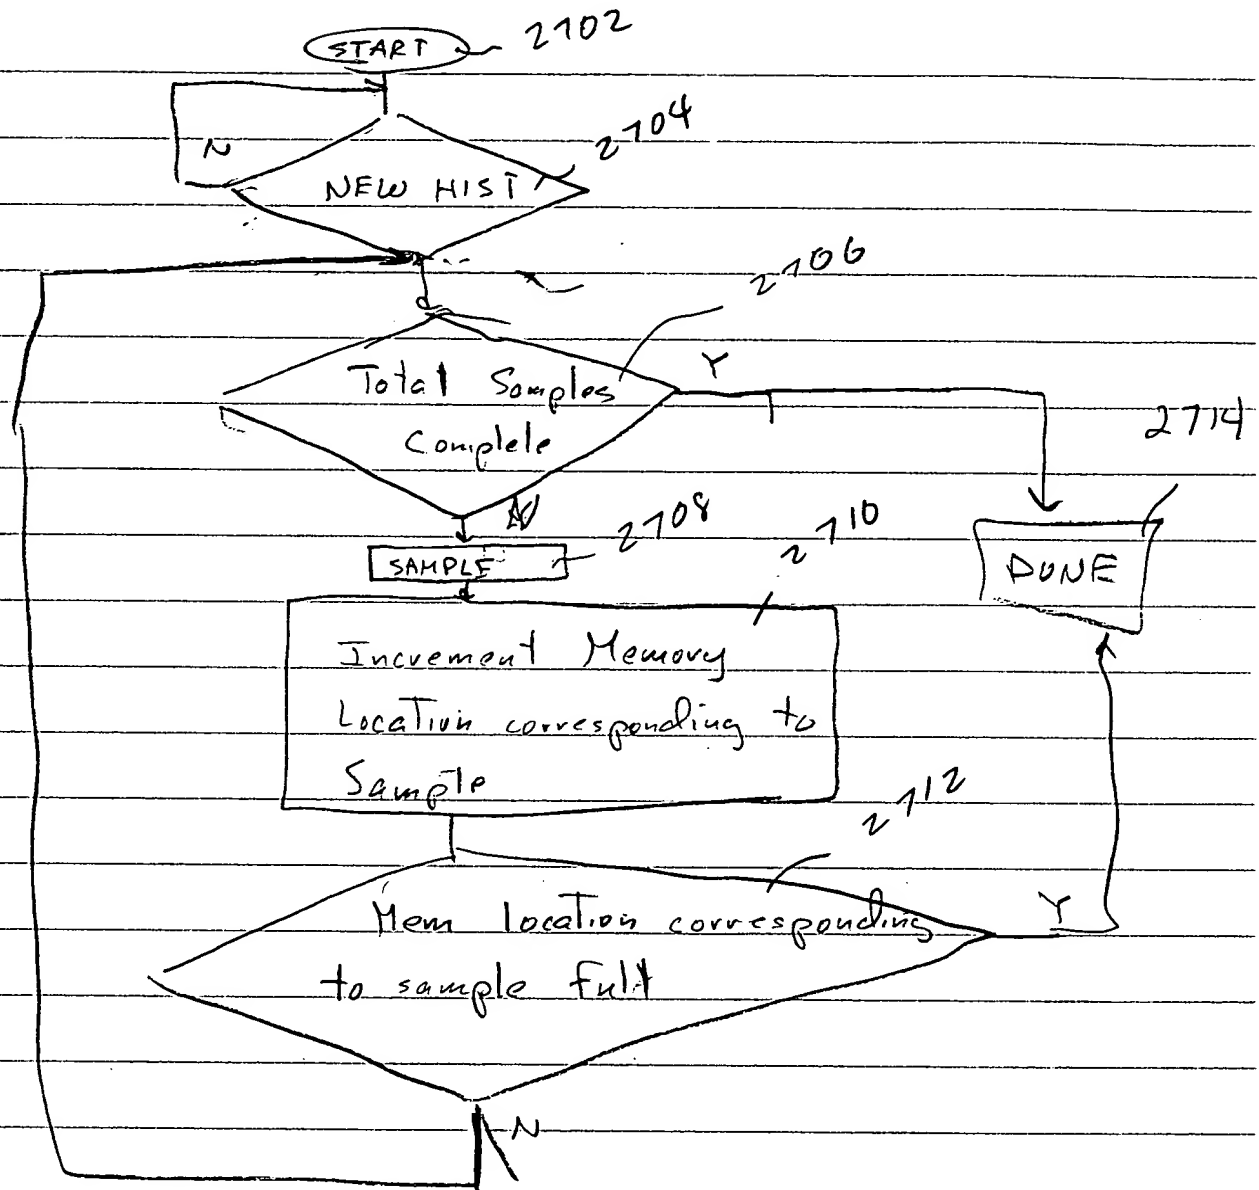 START 2702
N
2704
NEW HIST
2706
Y
Total Samples
Complete
2714
N
2708
2710
SAMPLE
DONE
Increment Memory
Location corresponding to
Sample
2712
Y
Mem location corresponding
to sample Full
N